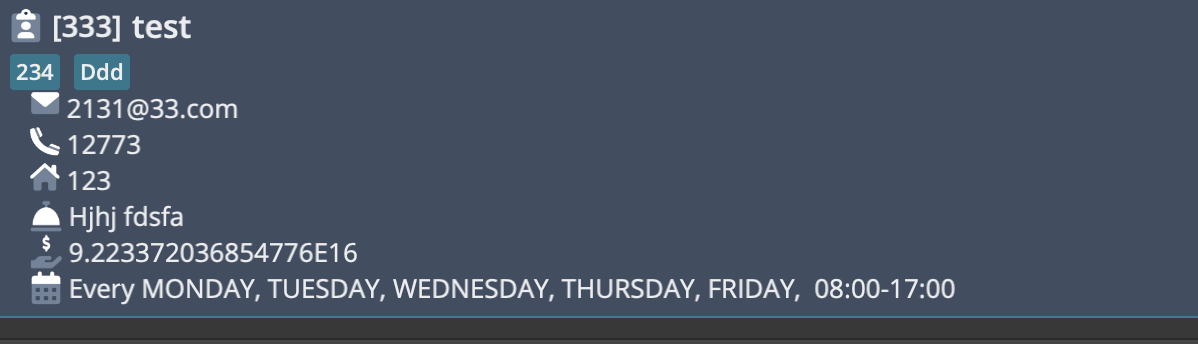 [333] test
234 Ddd
2131@33.com
12773
123
Hjhj fdsfa
$
9.223372036854776E16
Every MONDAY, TUESDAY, WEDNESDAY, THURSDAY, FRIDAY,  08:00-17:00